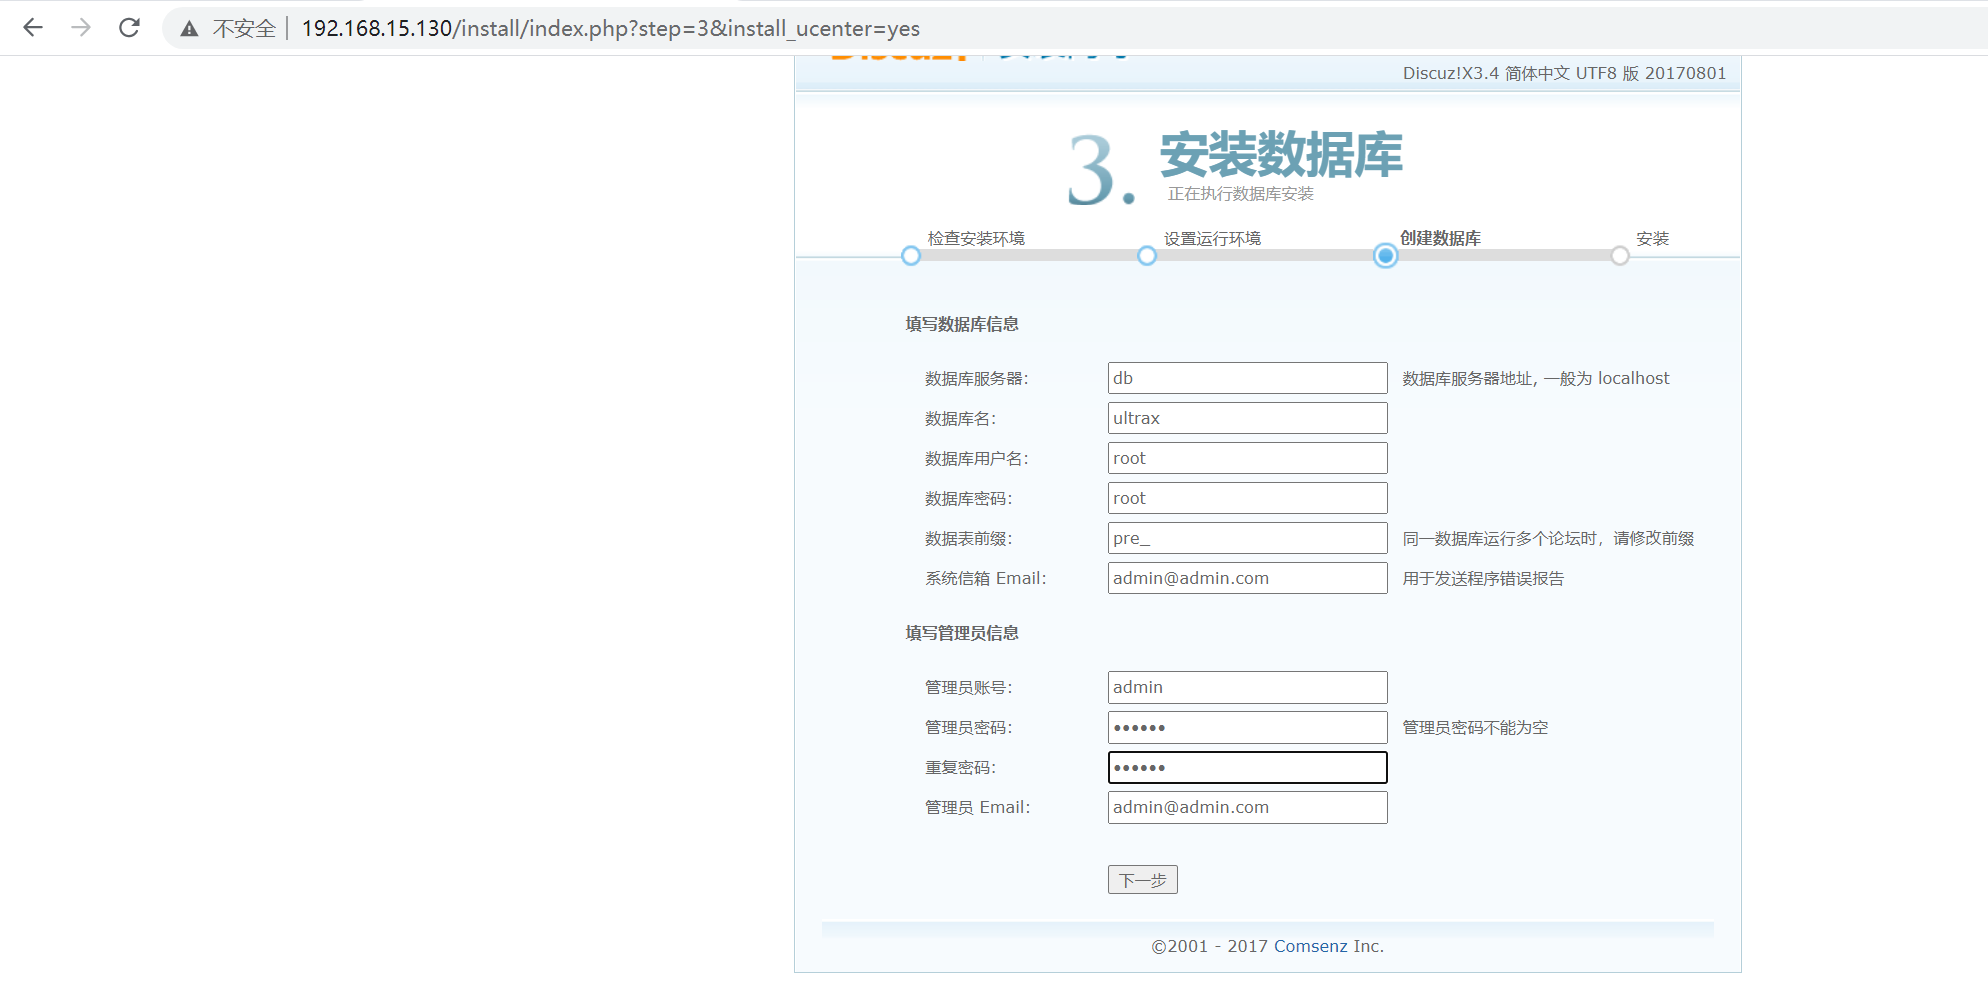 不安全 192.168.15.130/install/index.php?step=3&install_ucenter=yes
Discuz!X3.4 简体中文 UTF8 版 20170801
3. 安装数据库
正在执行数据库安装
检查安装环境 设置运行环境 创建数据库 安装
填写数据库信息
数据库服务器: db 数据库服务器地址, 一般为 localhost
数据库名: ultrax
数据库用户名: root
数据库密码: root
数据表前缀: pre_ 同一数据库运行多个论坛时，请修改前缀
系统信箱 Email: admin@admin.com 用于发送程序错误报告
填写管理员信息
管理员账号: admin
管理员密码: •••••• 管理员密码不能为空
重复密码: ••••••
管理员 Email: admin@admin.com
下一步
©2001 - 2017 Comsenz Inc.